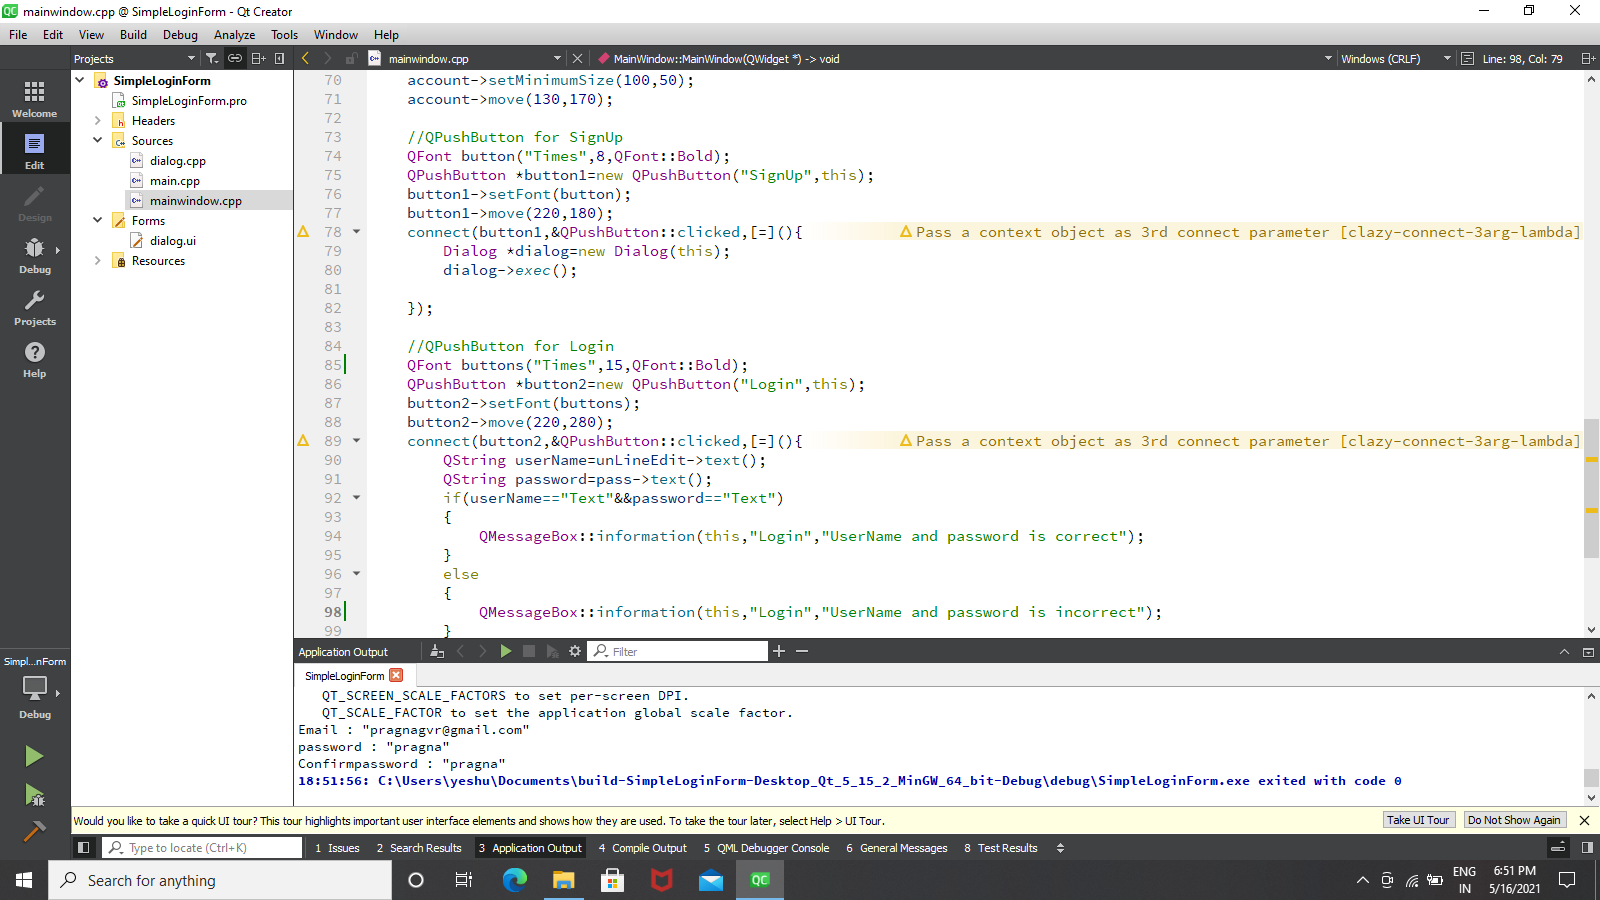 mainwindow.cpp @ SimpleLoginForm - Qt Creator
File Edit View Build Debug Analyze Tools Window Help
Projects mainwindow.cpp MainWindow::MainWindow(QWidget *) -> void Windows (CRLF) Line: 98, Col: 79
Welcome
Edit
Design
Debug
Projects
Help
Simpl...nForm
Debug
SimpleLoginForm
SimpleLoginForm.pro
Headers
Sources
dialog.cpp
main.cpp
mainwindow.cpp
Forms
dialog.ui
Resources
70 account->setMinimumSize(100,50);
71 account->move(130,170);
72
73 //QPushButton for SignUp
74 QFont button("Times",8,QFont::Bold);
75 QPushButton *button1=new QPushButton("SignUp",this);
76 button1->setFont(button);
77 button1->move(220,180);
78 connect(button1,&QPushButton::clicked,[=](){ Pass a context object as 3rd connect parameter [clazy-connect-3arg-lambda]
79 Dialog *dialog=new Dialog(this);
80 dialog->exec();
81
82 });
83
84 //QPushButton for Login
85 QFont buttons("Times",15,QFont::Bold);
86 QPushButton *button2=new QPushButton("Login",this);
87 button2->setFont(buttons);
88 button2->move(220,280);
89 connect(button2,&QPushButton::clicked,[=](){ Pass a context object as 3rd connect parameter [clazy-connect-3arg-lambda]
90 QString userName=unLineEdit->text();
91 QString password=pass->text();
92 if(userName=="Text"&&password=="Text")
93 {
94 QMessageBox::information(this,"Login","UserName and password is correct");
95 }
96 else
97 {
98 QMessageBox::information(this,"Login","UserName and password is incorrect");
99 }
Application Output Filter
SimpleLoginForm
QT_SCREEN_SCALE_FACTORS to set per-screen DPI.
QT_SCALE_FACTOR to set the application global scale factor.
Email : "pragnagvr@gmail.com"
password : "pragna"
Confirmpassword : "pragna"
18:51:56: C:\Users\yeshu\Documents\build-SimpleLoginForm-Desktop_Qt_5_15_2_MinGW_64_bit-Debug\debug\SimpleLoginForm.exe exited with code 0
Would you like to take a quick UI tour? This tour highlights important user interface elements and shows how they are used. To take the tour later, select Help > UI Tour. Take UI Tour Do Not Show Again
Type to locate (Ctrl+K) 1 Issues 2 Search Results 3 Application Output 4 Compile Output 5 QML Debugger Console 6 General Messages 8 Test Results
Search for anything QC ENG IN 6:51 PM 5/16/2021